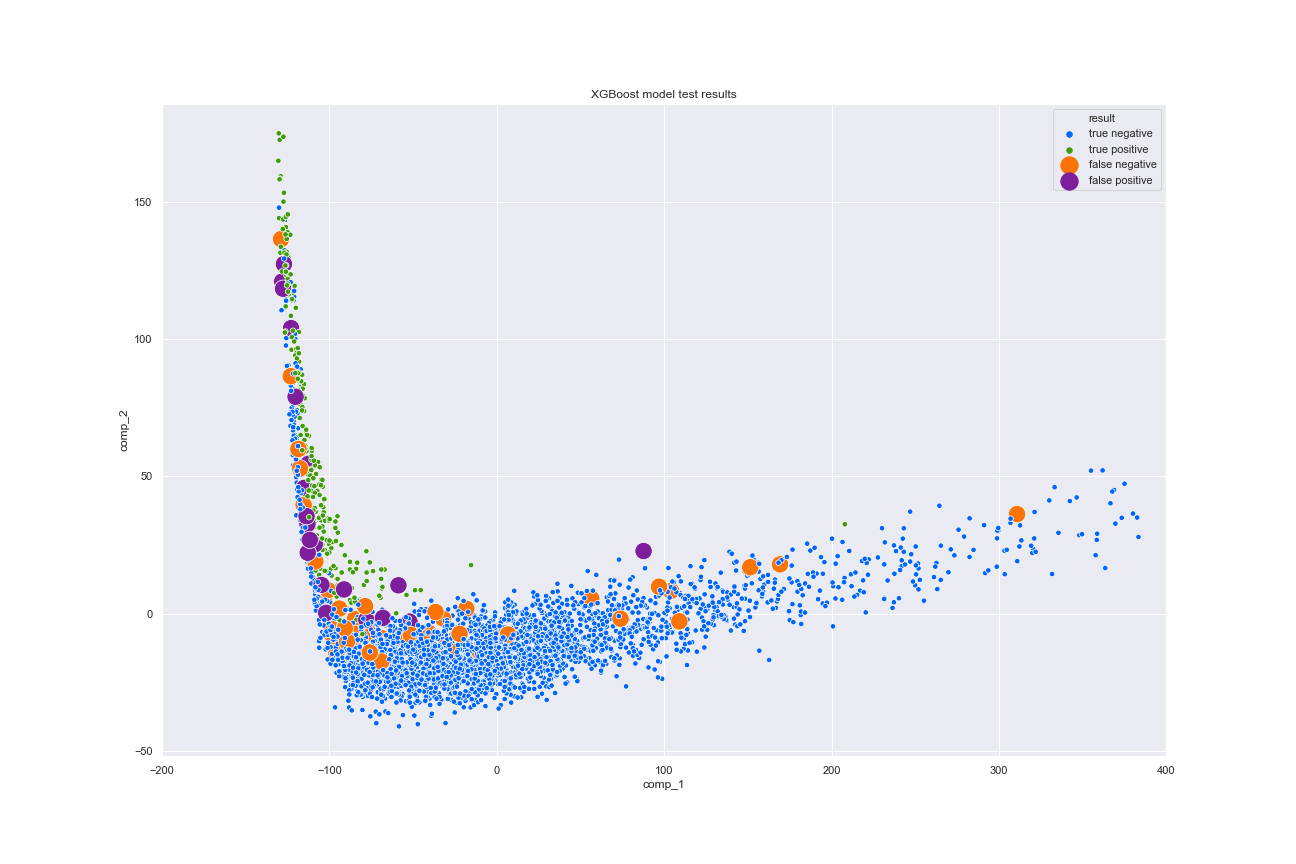 XGBoost model test results
result
true negative
true positive
false negative
false positive
150
100
50
0
−50
comp_2
−200
−100
0
100
200
300
400
comp_1